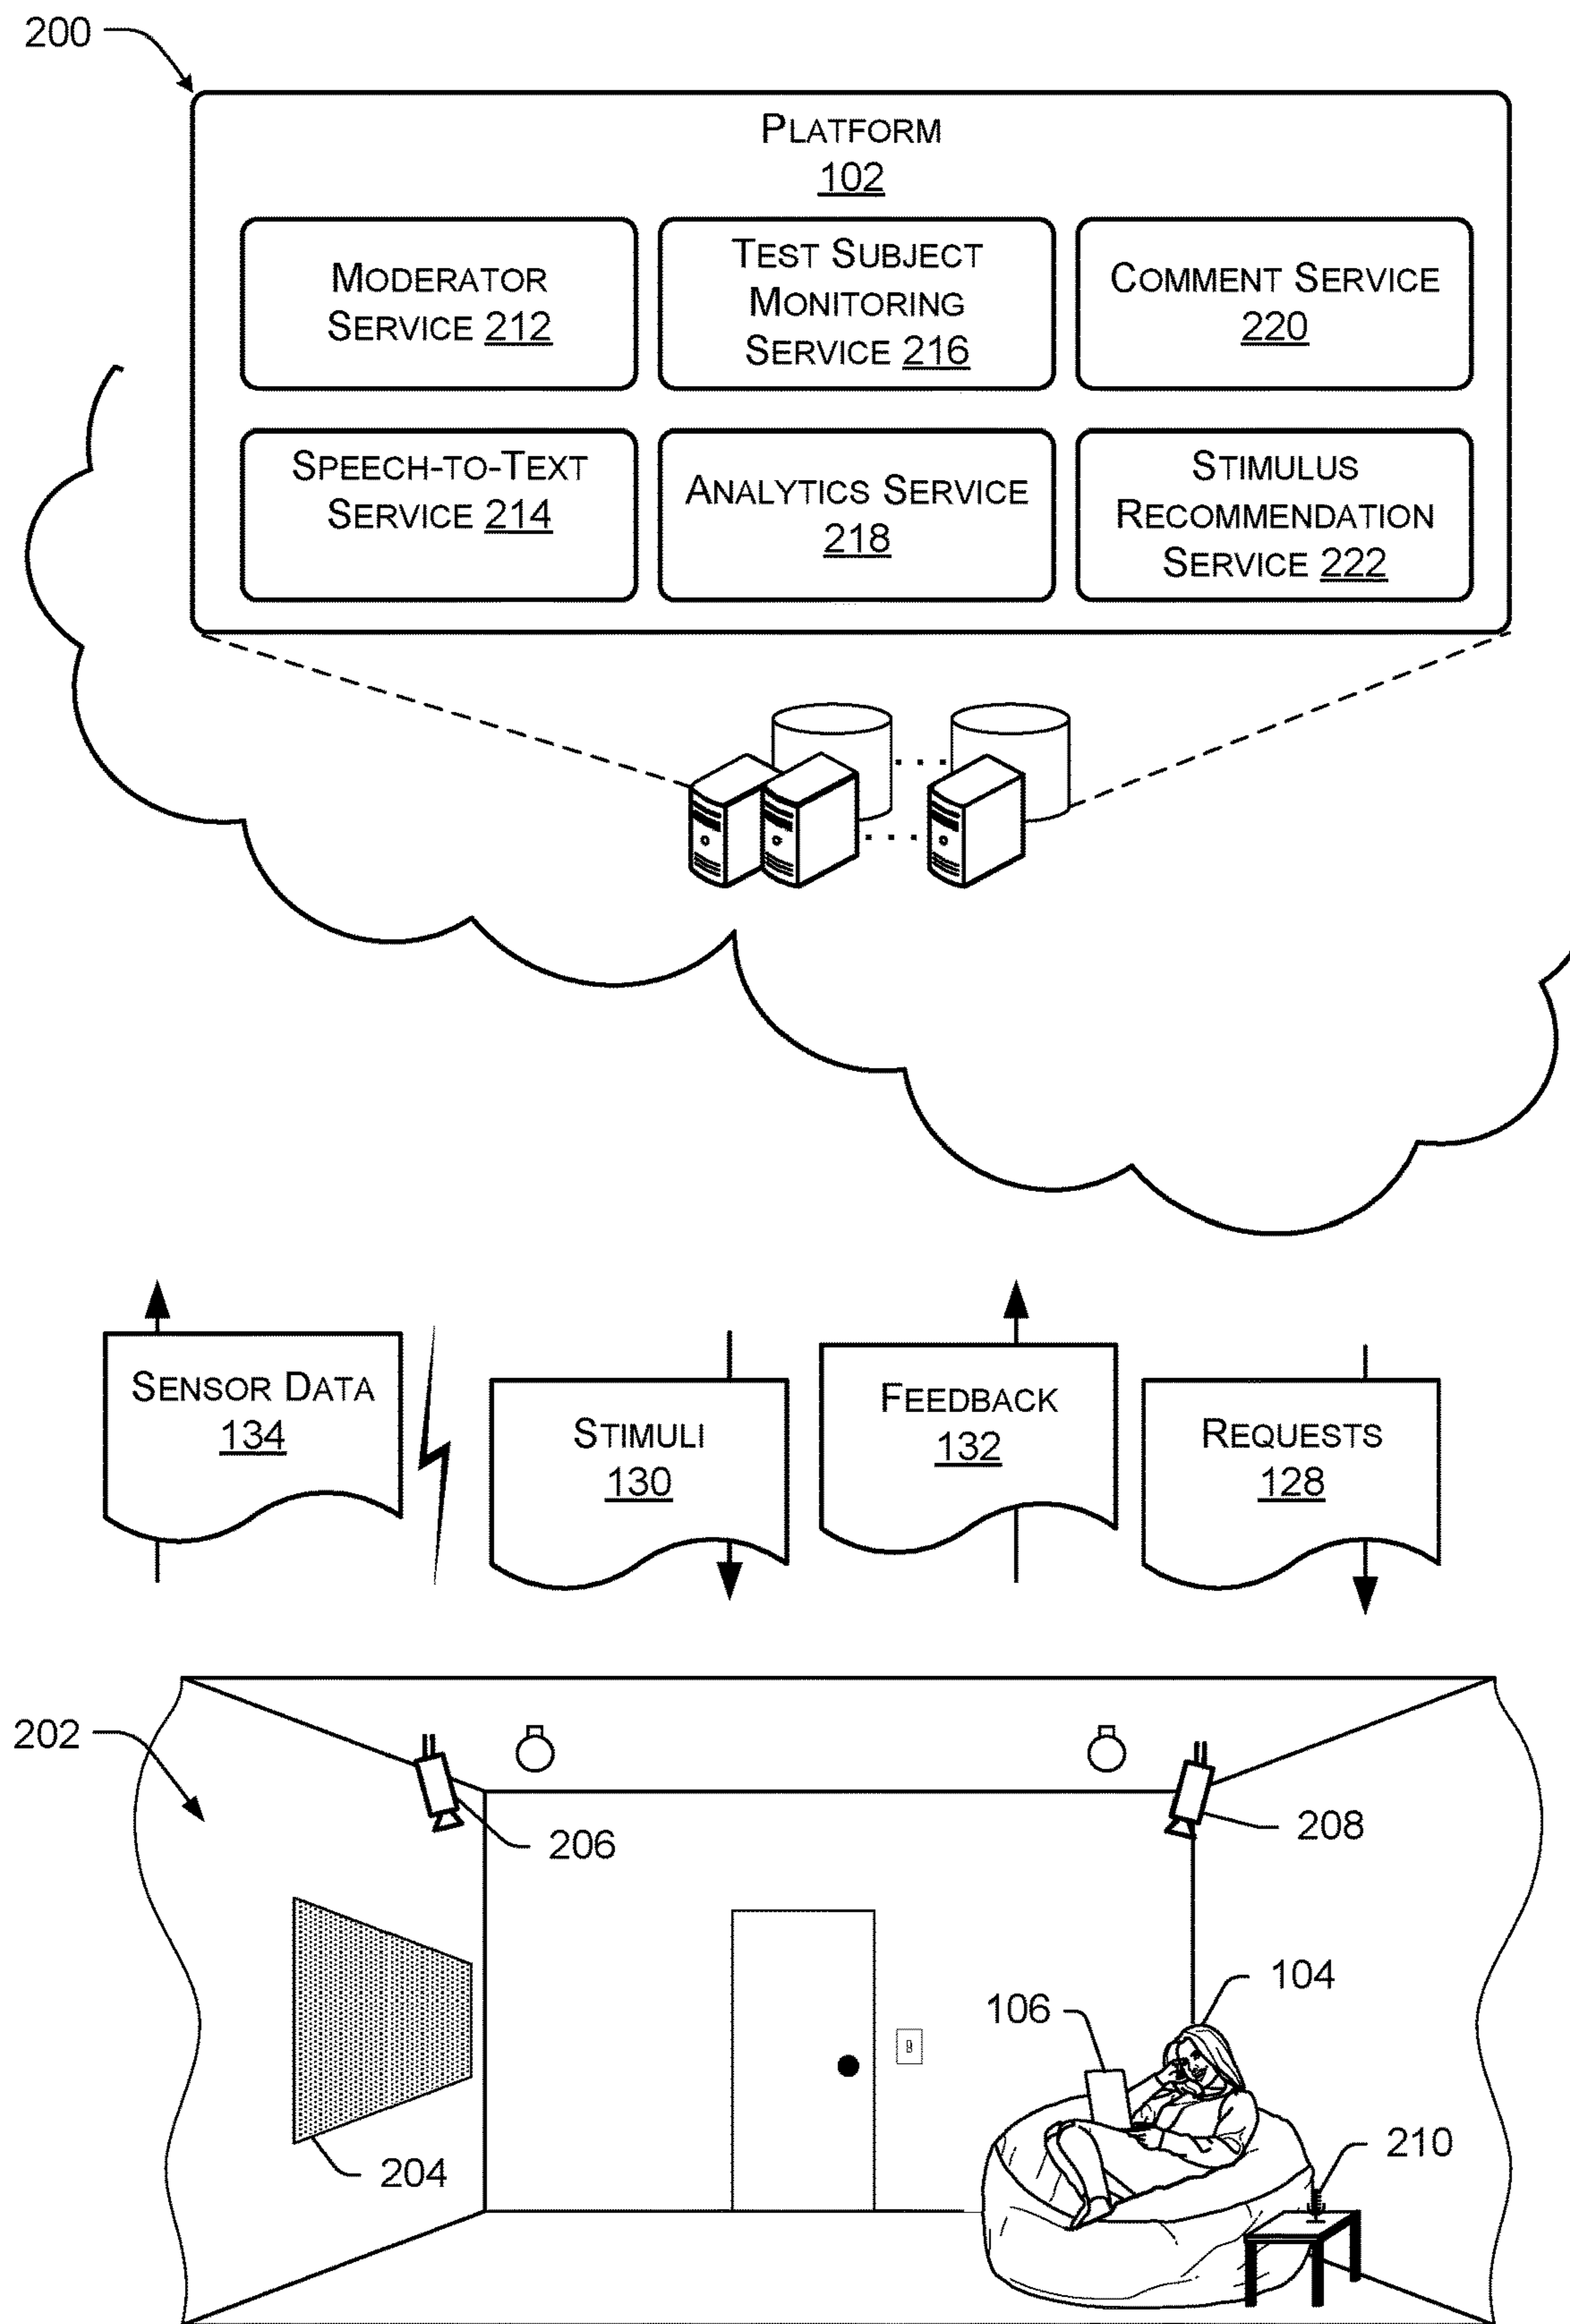 200
PLATFORM
102
MODERATOR
SERVICE 212
TEST SUBJECT
MONITORING
SERVICE 216
COMMENT SERVICE
220
SPEECH-TO-TEXT
SERVICE 214
ANALYTICS SERVICE
218
STIMULUS
RECOMMENDATION
SERVICE 222
SENSOR DATA
134
STIMULI
130
FEEDBACK
132
REQUESTS
128
202
206
208
104
106
204
210